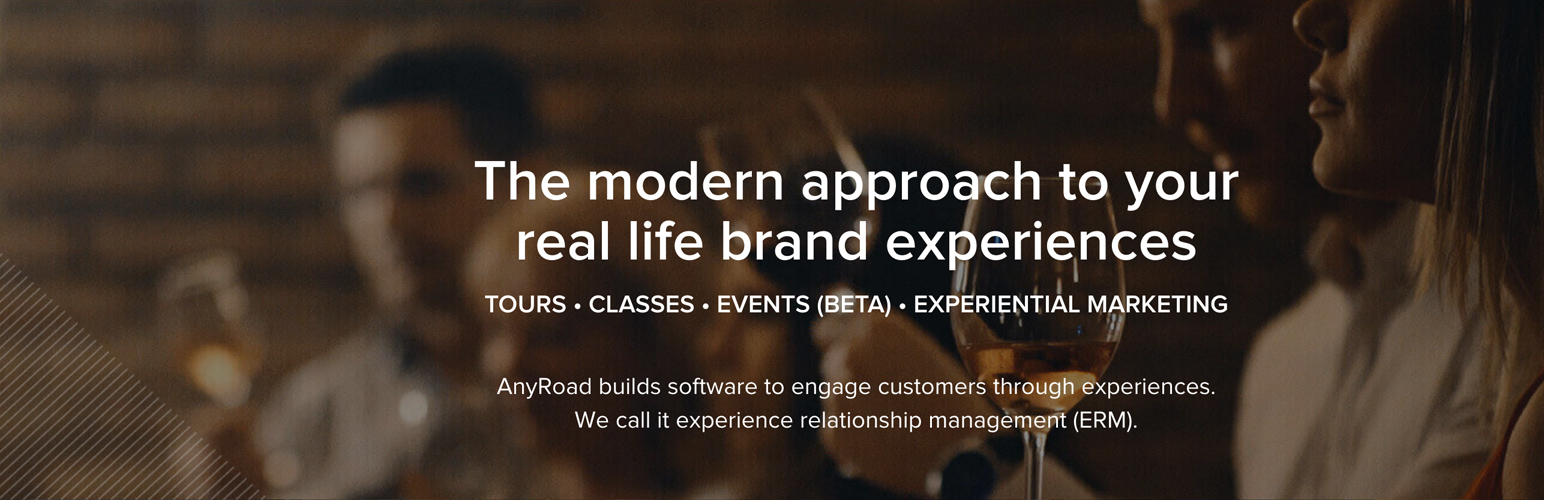 The modern approach to your
real life brand experiences
TOURS • CLASSES • EVENTS (BETA) • EXPERIENTIAL MARKETING
AnyRoad builds software to engage customers through experiences.
We call it experience relationship management (ERM).